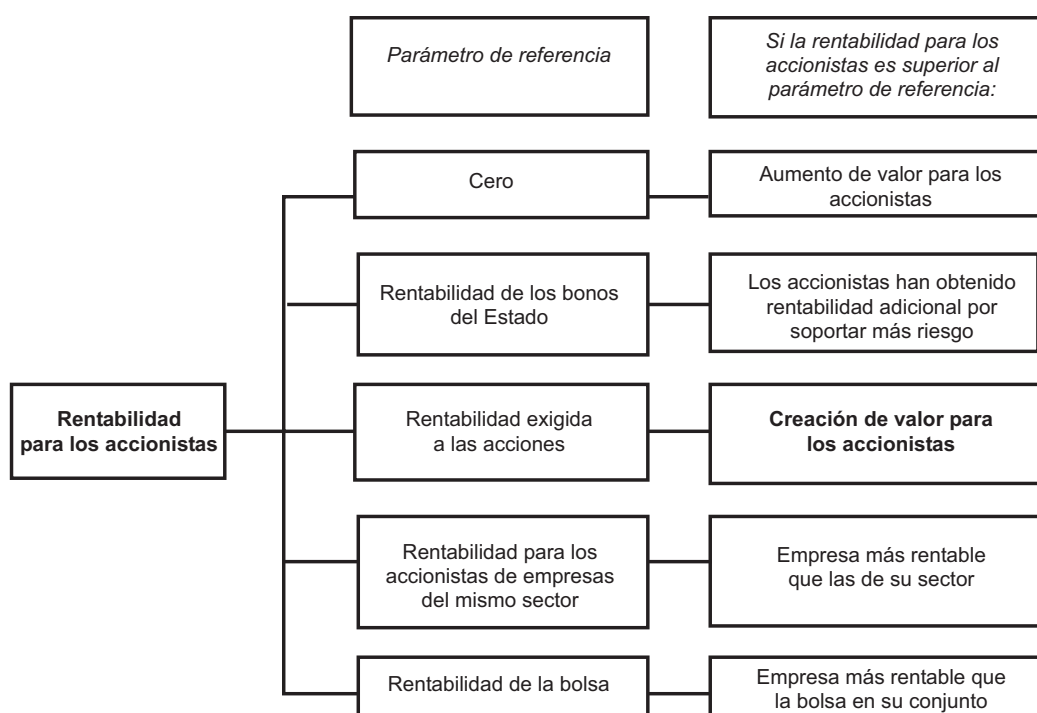 Parámetro de referencia
Si la rentabilidad para los
accionistas es superior al
parámetro de referencia:
Cero
Aumento de valor para los
accionistas
Rentabilidad de los bonos
del Estado
Los accionistas han obtenido
rentabilidad adicional por
soportar más riesgo
Rentabilidad
para los accionistas
Rentabilidad exigida
a las acciones
Creación de valor para
los accionistas
Rentabilidad para los
accionistas de empresas
del mismo sector
Empresa más rentable
que las de su sector
Rentabilidad de la bolsa
Empresa más rentable que
la bolsa en su conjunto